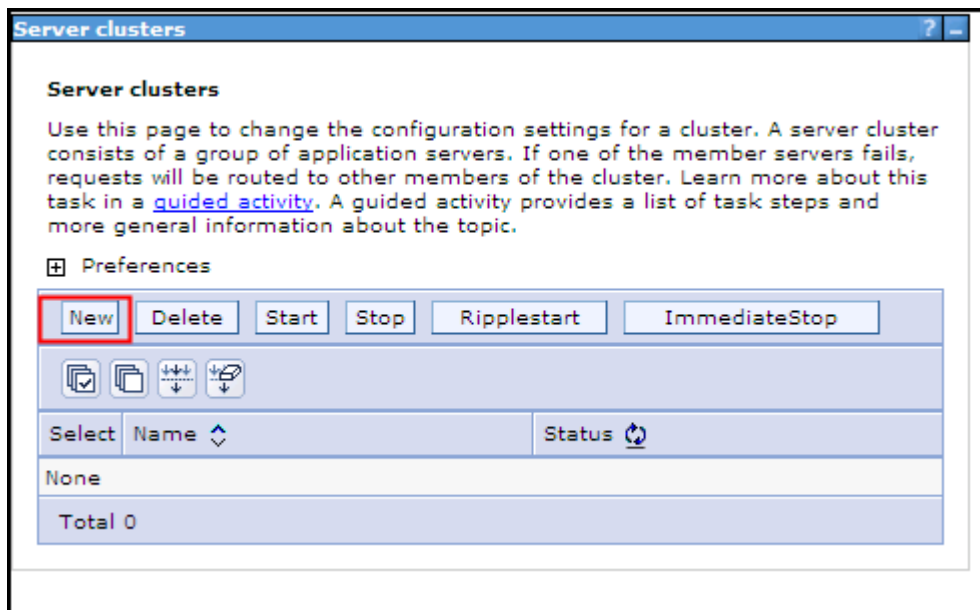 Server clusters ? -
Server clusters
Use this page to change the configuration settings for a cluster. A server cluster
consists of a group of application servers. If one of the member servers fails,
requests will be routed to other members of the cluster. Learn more about this
task in a guided activity. A guided activity provides a list of task steps and
more general information about the topic.
Preferences
New Delete Start Stop Ripplestart ImmediateStop
Select Name Status
None
Total 0